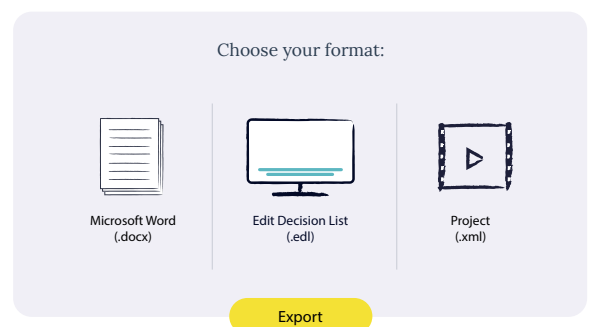 Choose your format:
Microsoft Word
(.docx)
Edit Decision List
(.edl)
Project
(.xml)
Export